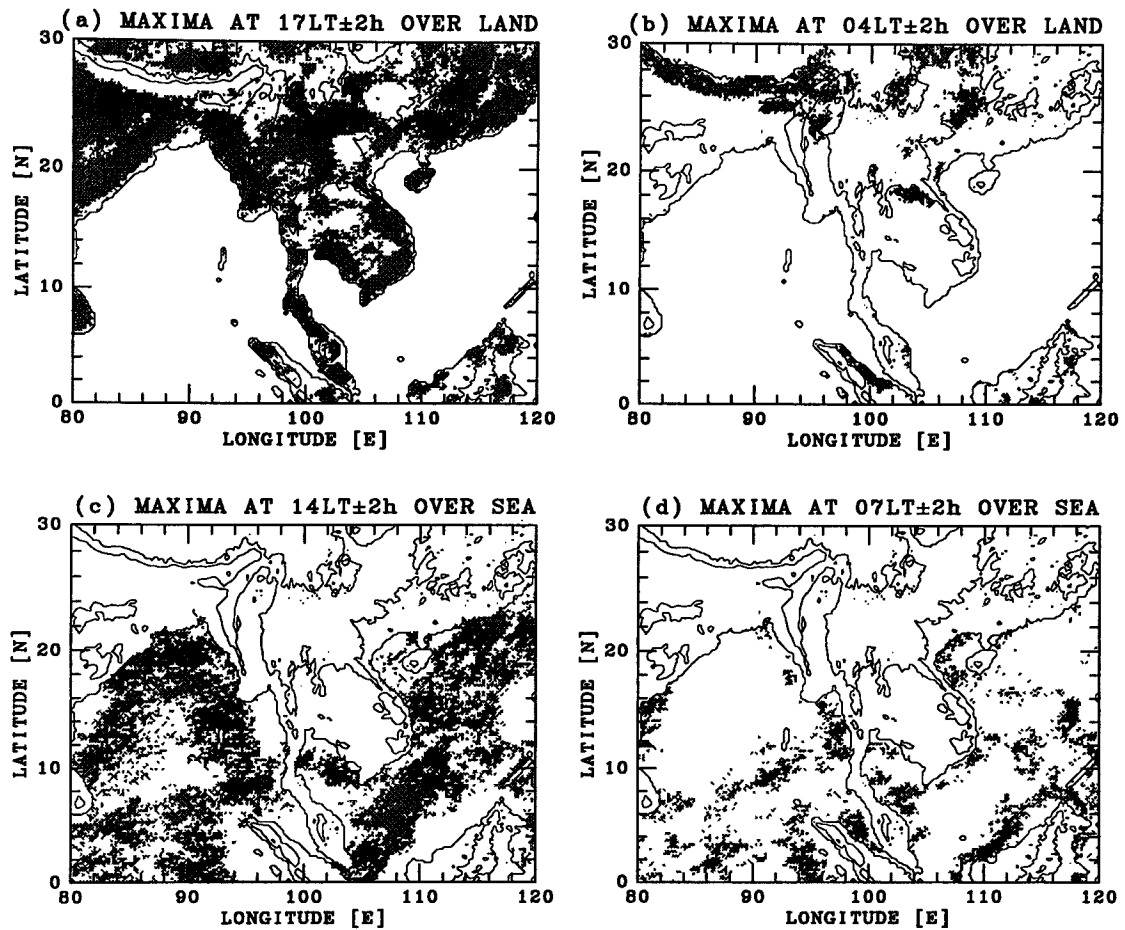 (a) MAXIMA AT 17LT±2h OVER LAND
30
20
10
0
LATITUDE [N]
80 90 100 110 120
LONGITUDE [E]
(b) MAXIMA AT 04LT±2h OVER LAND
30
20
10
0
LATITUDE [N]
80 90 100 110 120
LONGITUDE [E]
(c) MAXIMA AT 14LT±2h OVER SEA
30
20
10
0
LATITUDE [N]
80 90 100 110 120
LONGITUDE [E]
(d) MAXIMA AT 07LT±2h OVER SEA
30
20
10
0
LATITUDE [N]
80 90 100 110 120
LONGITUDE [E]